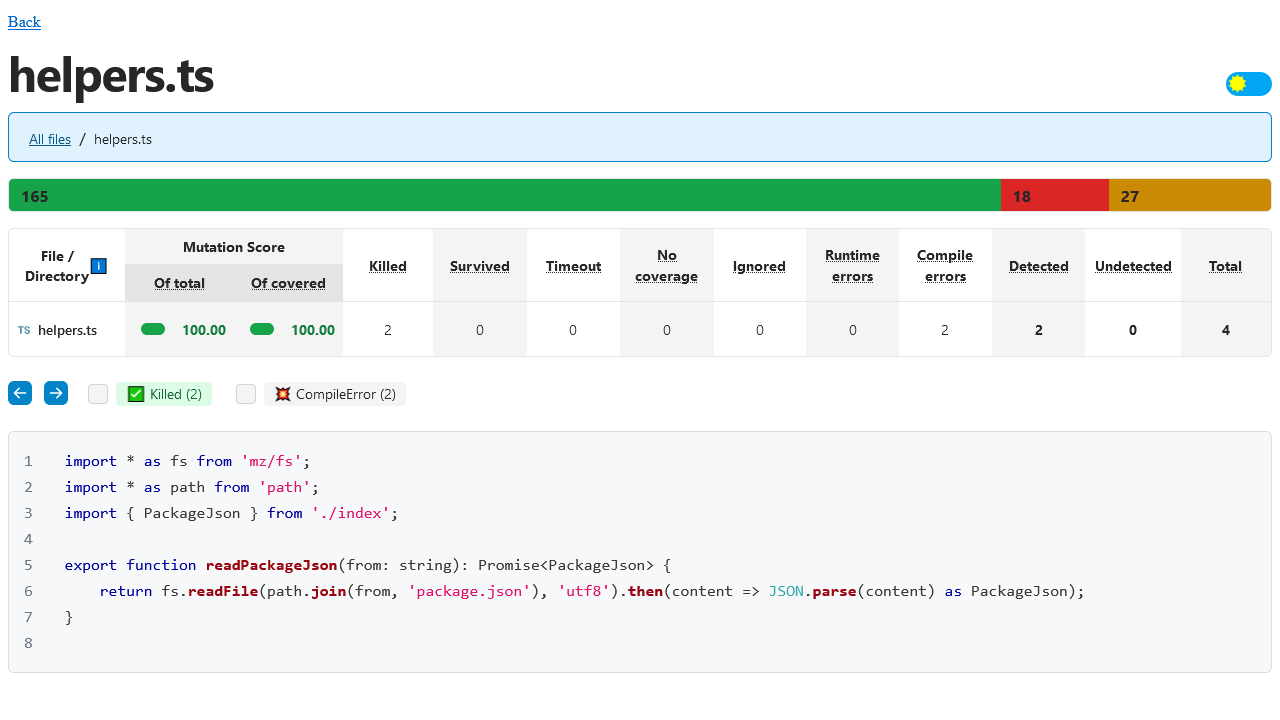 Back
helpers.ts
All files / helpers.ts
165 18 27
File / Directory i Mutation Score Killed Survived Timeout No coverage Ignored Runtime errors Compile errors Detected Undetected Total
Of total Of covered
TS helpers.ts 100.00 100.00 2 0 0 0 0 0 2 2 0 4
Killed (2) CompileError (2)
1 import * as fs from 'mz/fs';
2 import * as path from 'path';
3 import { PackageJson } from './index';
4
5 export function readPackageJson(from: string): Promise<PackageJson> {
6     return fs.readFile(path.join(from, 'package.json'), 'utf8').then(content => JSON.parse(content) as PackageJson);
7 }
8